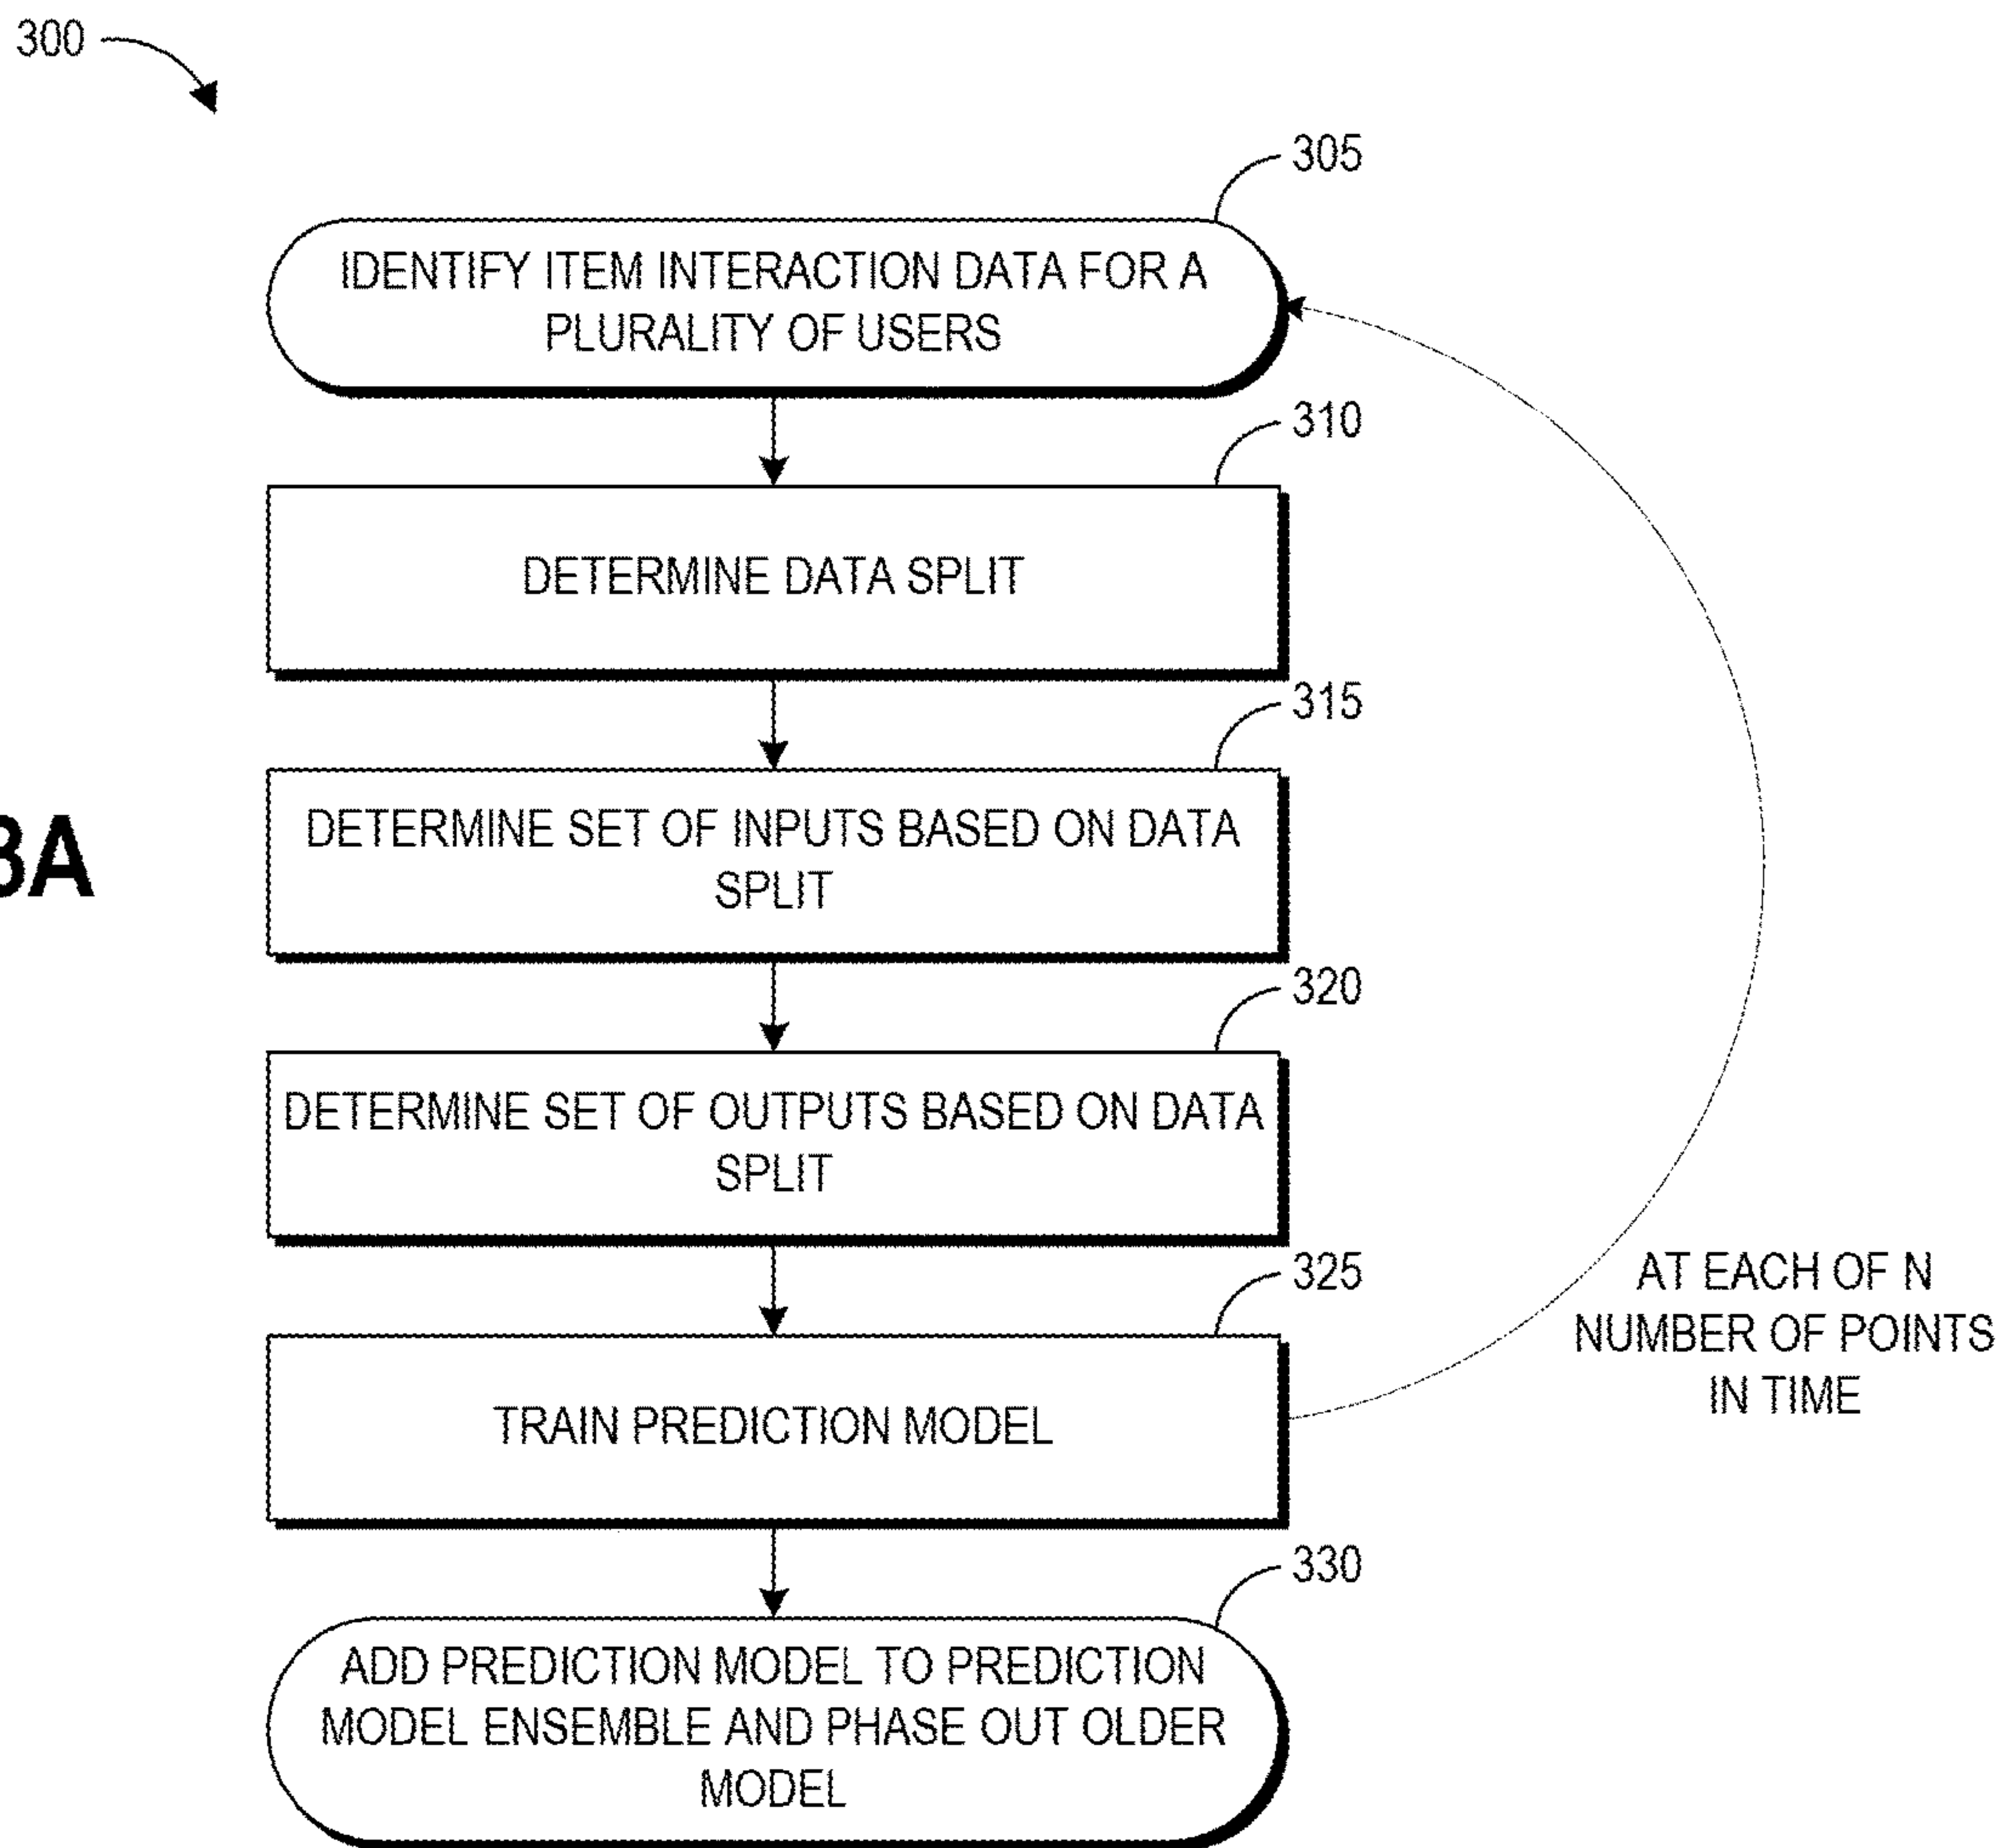 300
305
IDENTIFY ITEM INTERACTION DATA FOR A
PLURALITY OF USERS
310
DETERMINE DATA SPLIT
315
DETERMINE SET OF INPUTS BASED ON DATA
SPLIT
3A
320
DETERMINE SET OF OUTPUTS BASED ON DATA
SPLIT
325
TRAIN PREDICTION MODEL
AT EACH OF N
NUMBER OF POINTS
IN TIME
330
ADD PREDICTION MODEL TO PREDICTION
MODEL ENSEMBLE AND PHASE OUT OLDER
MODEL